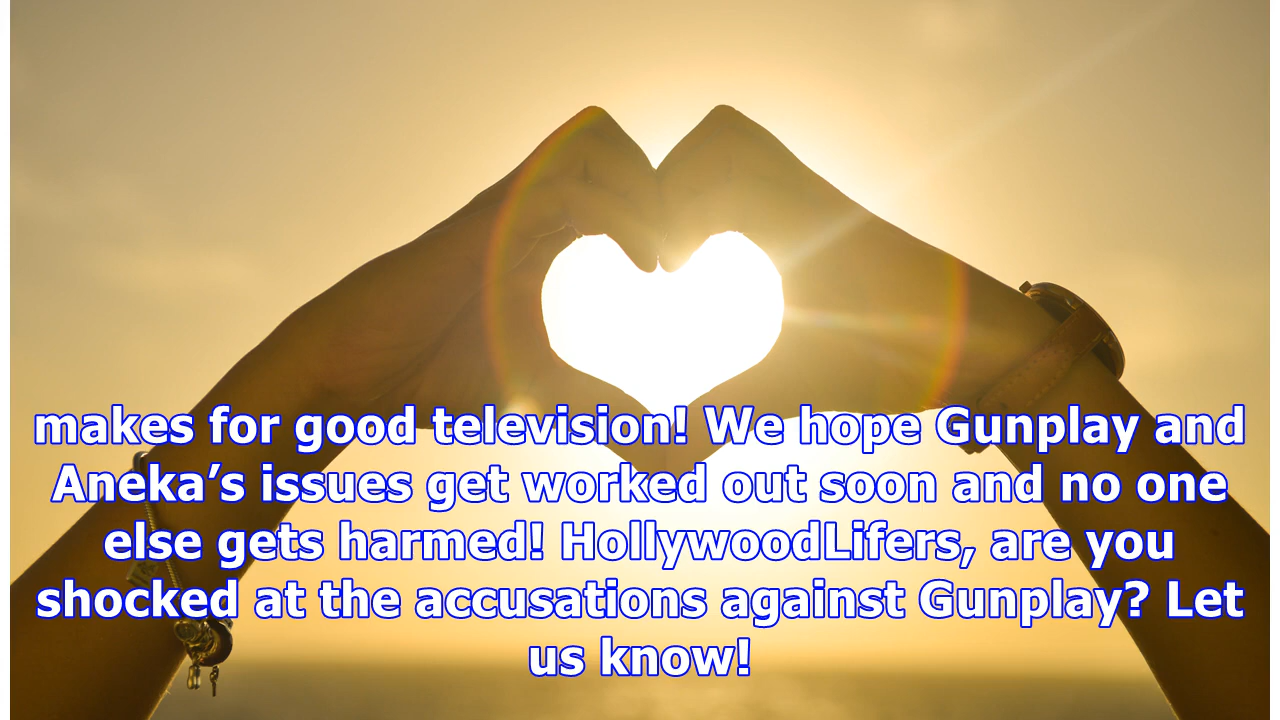 makes for good television! We hope Gunplay and
Aneka’s issues get worked out soon and no one
else gets harmed! HollywoodLifers, are you
shocked at the accusations against Gunplay? Let
us know!